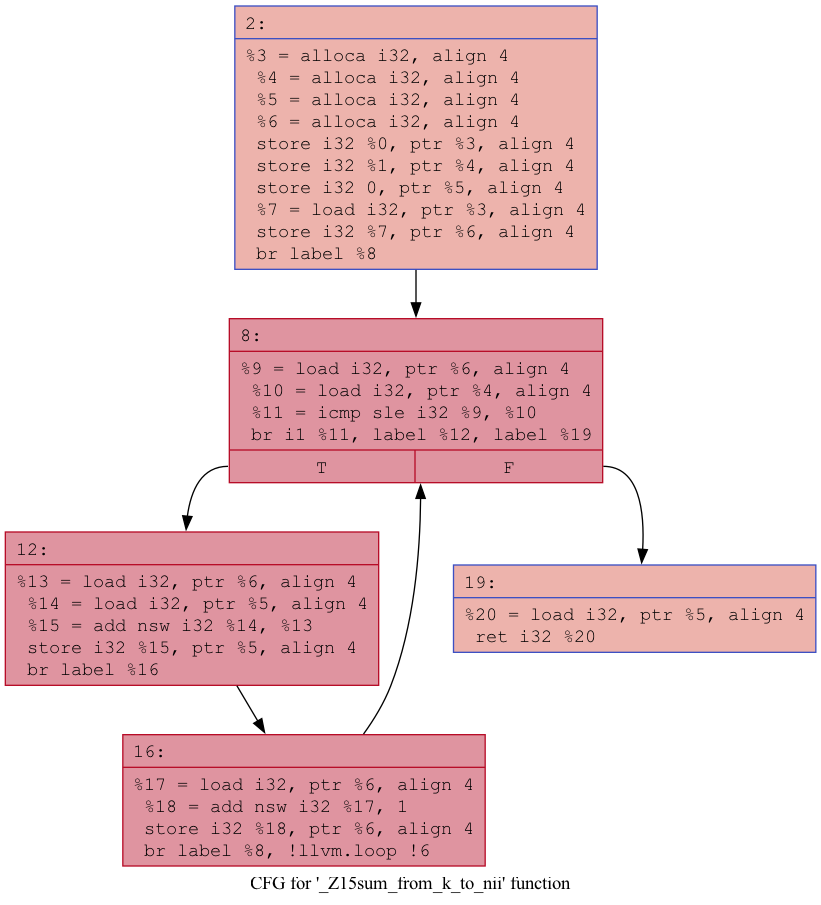 2:
%3 = alloca i32, align 4
%4 = alloca i32, align 4
%5 = alloca i32, align 4
%6 = alloca i32, align 4
store i32 %0, ptr %3, align 4
store i32 %1, ptr %4, align 4
store i32 0, ptr %5, align 4
%7 = load i32, ptr %3, align 4
store i32 %7, ptr %6, align 4
br label %8
8:
%9 = load i32, ptr %6, align 4
%10 = load i32, ptr %4, align 4
%11 = icmp sle i32 %9, %10
br i1 %11, label %12, label %19
T
F
12:
%13 = load i32, ptr %6, align 4
%14 = load i32, ptr %5, align 4
%15 = add nsw i32 %14, %13
store i32 %15, ptr %5, align 4
br label %16
19:
%20 = load i32, ptr %5, align 4
ret i32 %20
16:
%17 = load i32, ptr %6, align 4
%18 = add nsw i32 %17, 1
store i32 %18, ptr %6, align 4
br label %8, !llvm.loop !6
CFG for '_Z15sum_from_k_to_nii' function